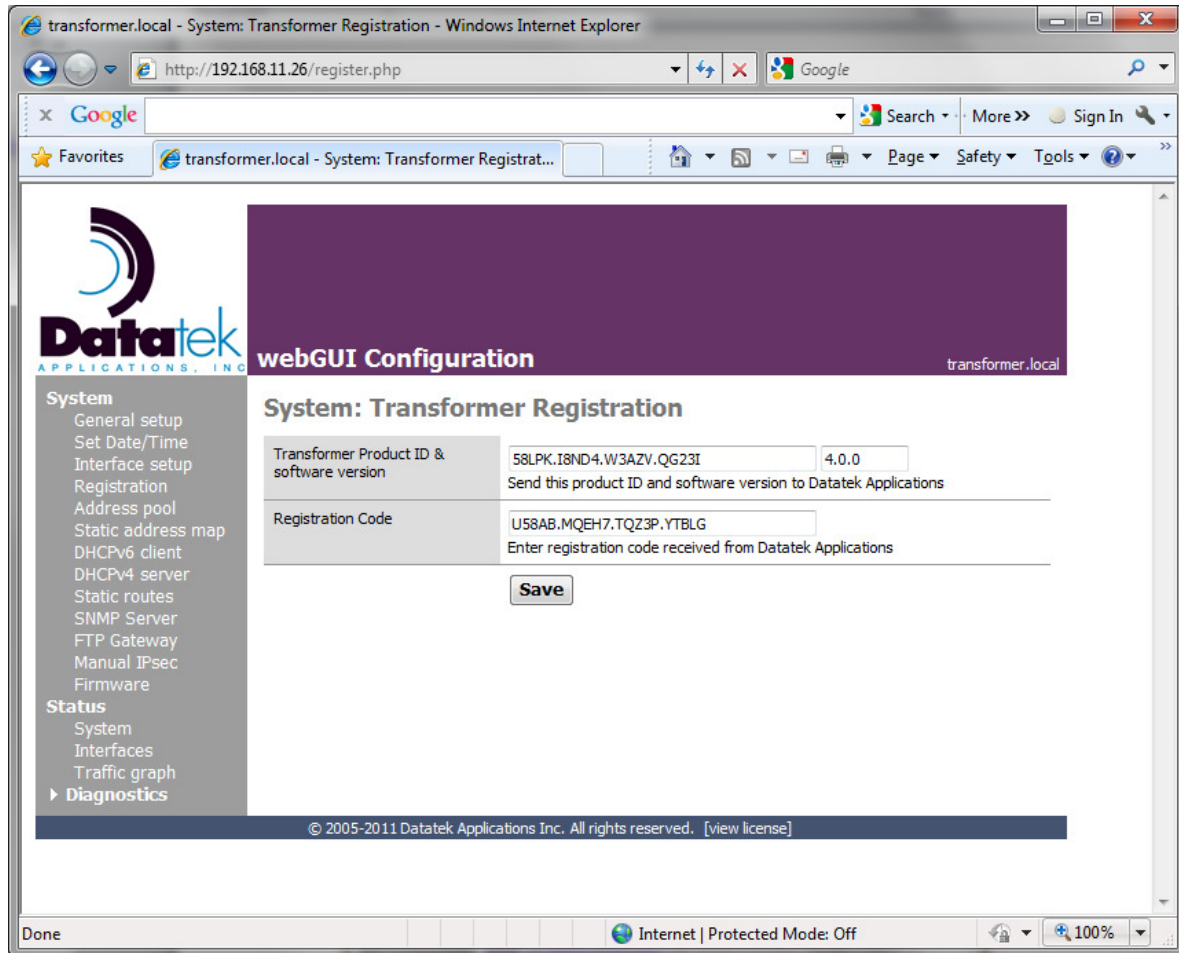 transformer.local - System: Transformer Registration - Windows Internet Explorer
http://192.168.11.26/register.php
Google
x Google
Search
More »
Sign In
Favorites
transformer.local - System: Transformer Registrat...
Page
Safety
Tools
»
Datatek
APPLICATIONS, INC
webGUI Configuration
transformer.local
System
General setup
Set Date/Time
Interface setup
Registration
Address pool
Static address map
DHCPv6 client
DHCPv4 server
Static routes
SNMP Server
FTP Gateway
Manual IPsec
Firmware
Status
System
Interfaces
Traffic graph
Diagnostics
System: Transformer Registration
Transformer Product ID &
software version
58LPK.I8ND4.W3AZV.QG23I
4.0.0
Send this product ID and software version to Datatek Applications
Registration Code
U58AB.MQEH7.TQZ3P.YTBLG
Enter registration code received from Datatek Applications
Save
© 2005-2011 Datatek Applications Inc. All rights reserved. [view license]
Done
Internet | Protected Mode: Off
100%